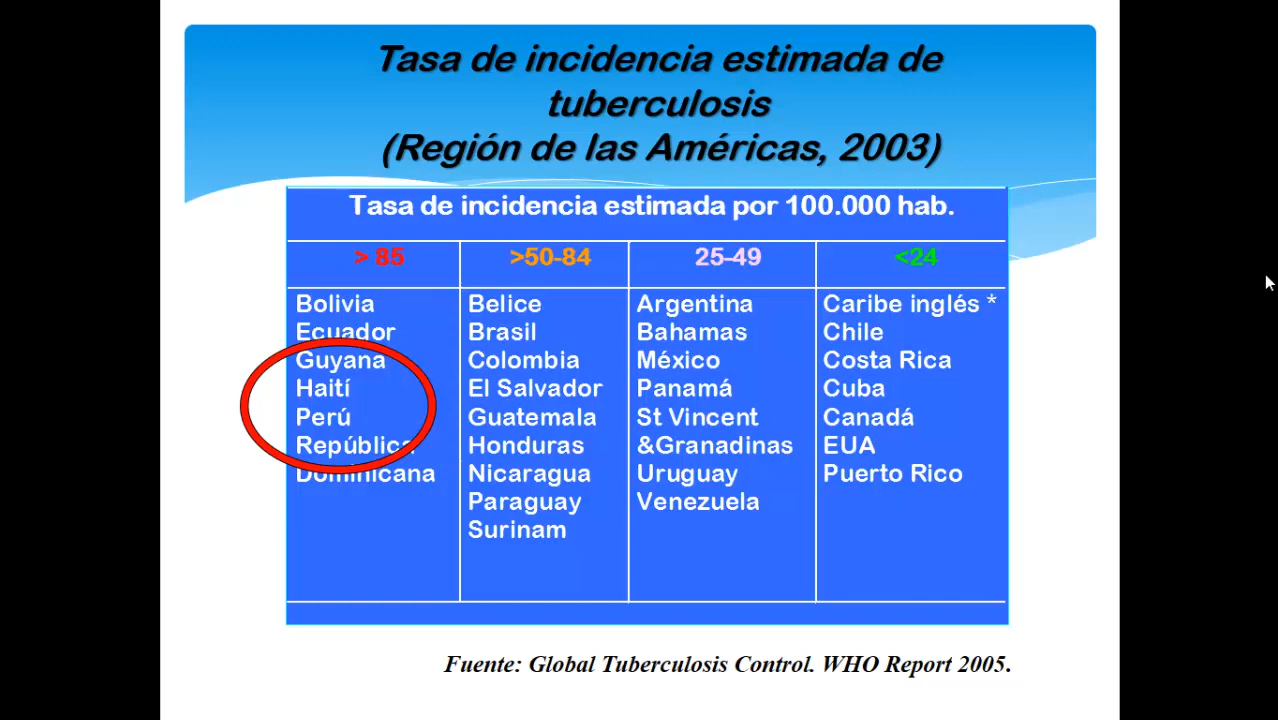 Tasa de incidencia estimada de
tuberculosis
(Región de las Américas, 2003)
Tasa de incidencia estimada por 100.000 hab.
> 85
>50-84
25-49
<24
Bolivia
Ecuador
Guyana
Haití
Perú
República
Dominicana
Belice
Brasil
Colombia
El Salvador
Guatemala
Honduras
Nicaragua
Paraguay
Surinam
Argentina
Bahamas
México
Panamá
St Vincent
&Granadinas
Uruguay
Venezuela
Caribe inglés *
Chile
Costa Rica
Cuba
Canadá
EUA
Puerto Rico
Fuente: Global Tuberculosis Control. WHO Report 2005.